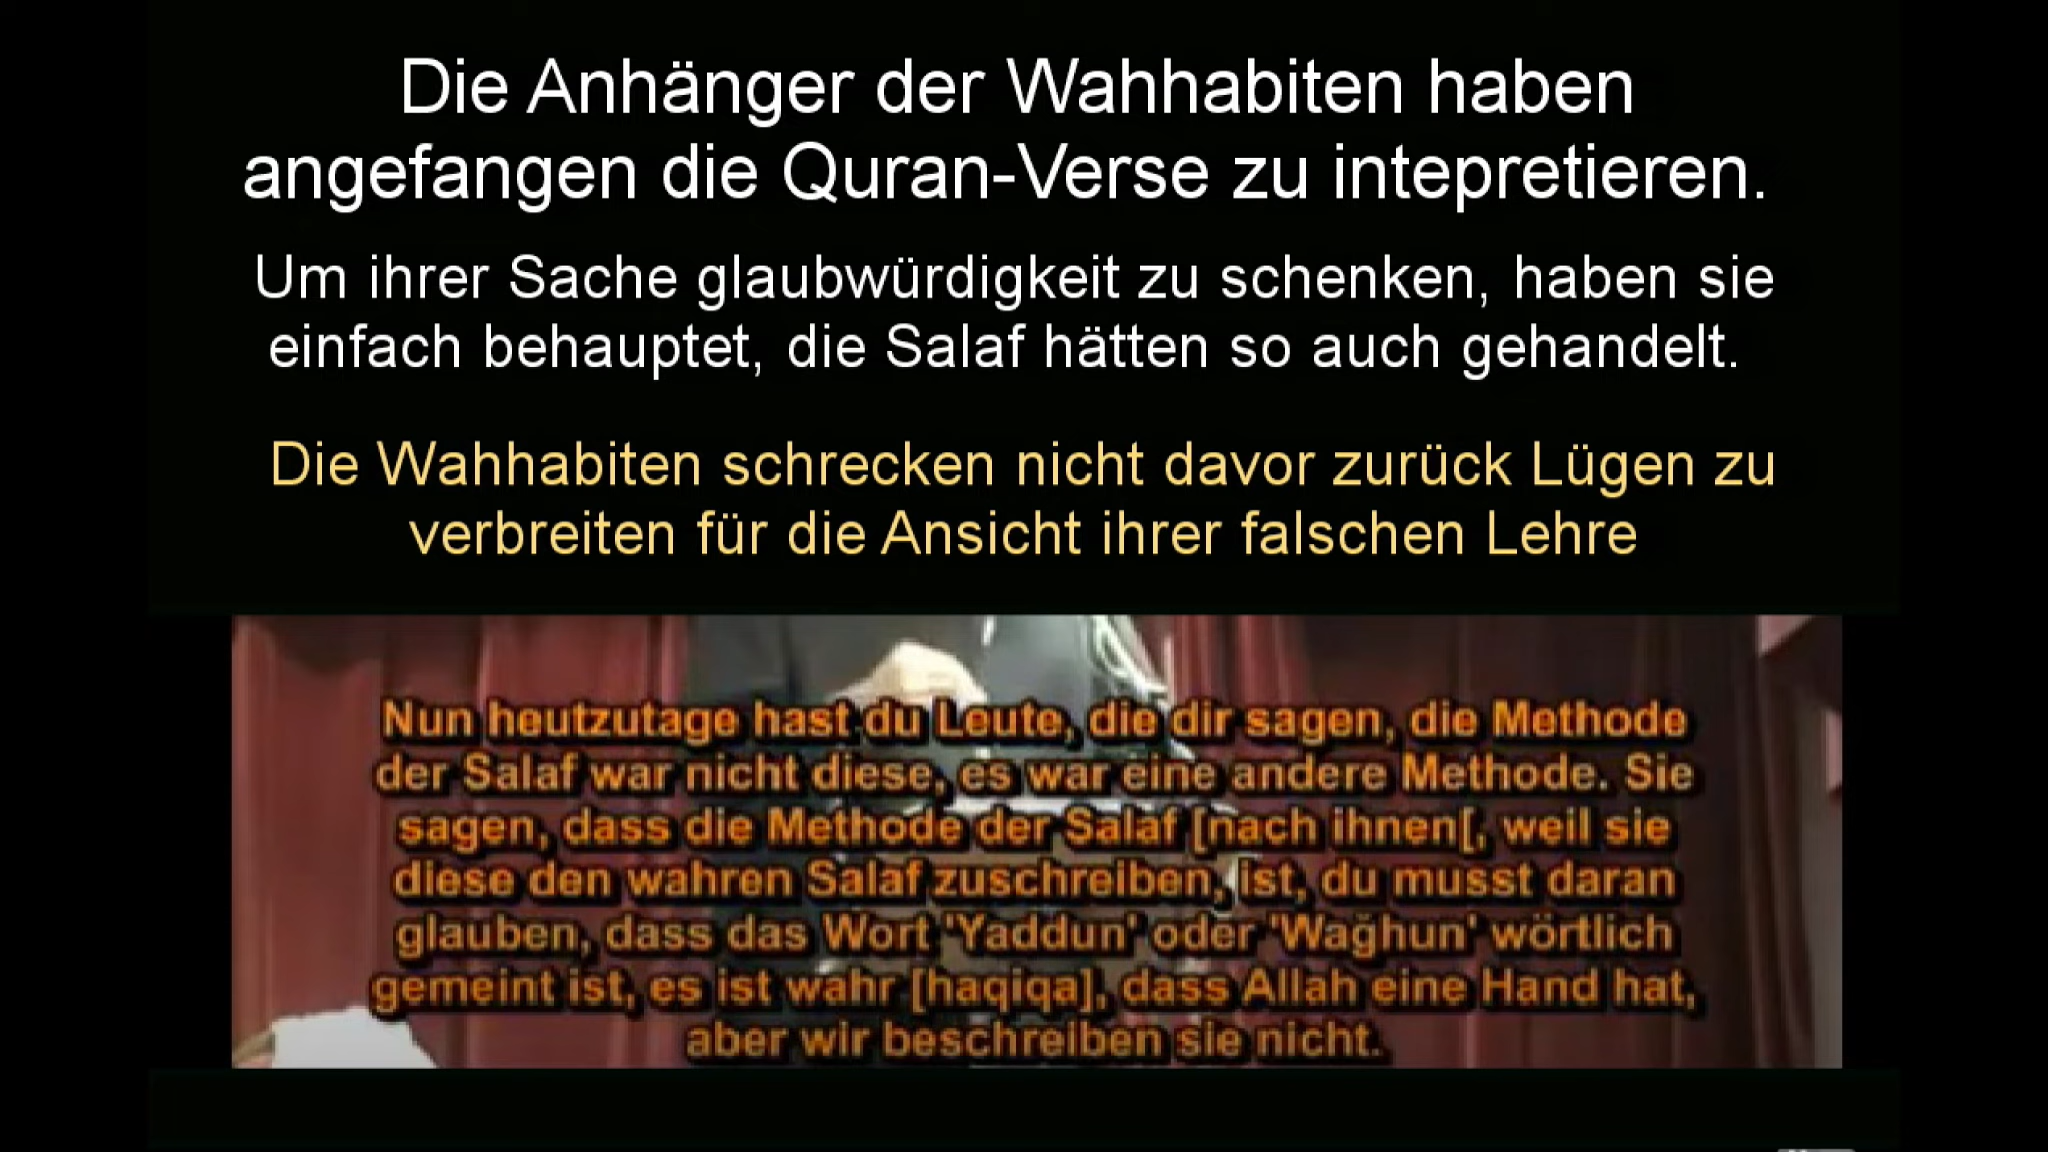 Die Anhänger der Wahhabiten haben
angefangen die Quran-Verse zu intepretieren.
Um ihrer Sache glaubwürdigkeit zu schenken, haben sie
einfach behauptet, die Salaf hätten so auch gehandelt.
Die Wahhabiten schrecken nicht davor zurück Lügen zu
verbreiten für die Ansicht ihrer falschen Lehre
Nun heutzutage hast du Leute, die dir sagen, die Methode
der Salaf war nicht diese, es war eine andere Methode. Sie
sagen, dass die Methode der Salaf [nach ihnen[, weil sie
diese den wahren Salaf zuschreiben, ist, du musst daran
glauben, dass das Wort 'Yaddun' oder 'Wağhun' wörtlich
gemeint ist, es ist wahr [haqiqa], dass Allah eine Hand hat,
aber wir beschreiben sie nicht.